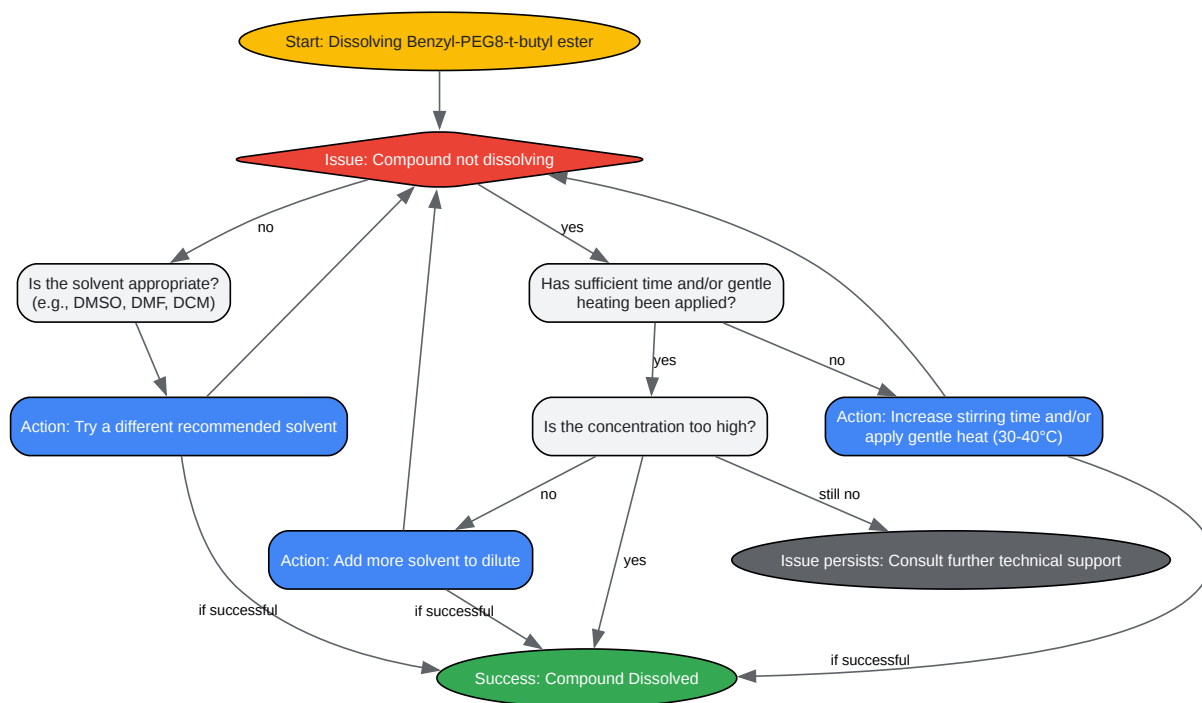 Start: Dissolving Benzyl-PEG8-t-butyl ester
Issue: Compound not dissolving
no
yes
Is the solvent appropriate?
(e.g., DMSO, DMF, DCM)
Has sufficient time and/or gentle
heating been applied?
yes
no
Action: Try a different recommended solvent
Is the concentration too high?
Action: Increase stirring time and/or
apply gentle heat (30-40°C)
no
still no
yes
Action: Add more solvent to dilute
Issue persists: Consult further technical support
if successful
if successful
if successful
Success: Compound Dissolved